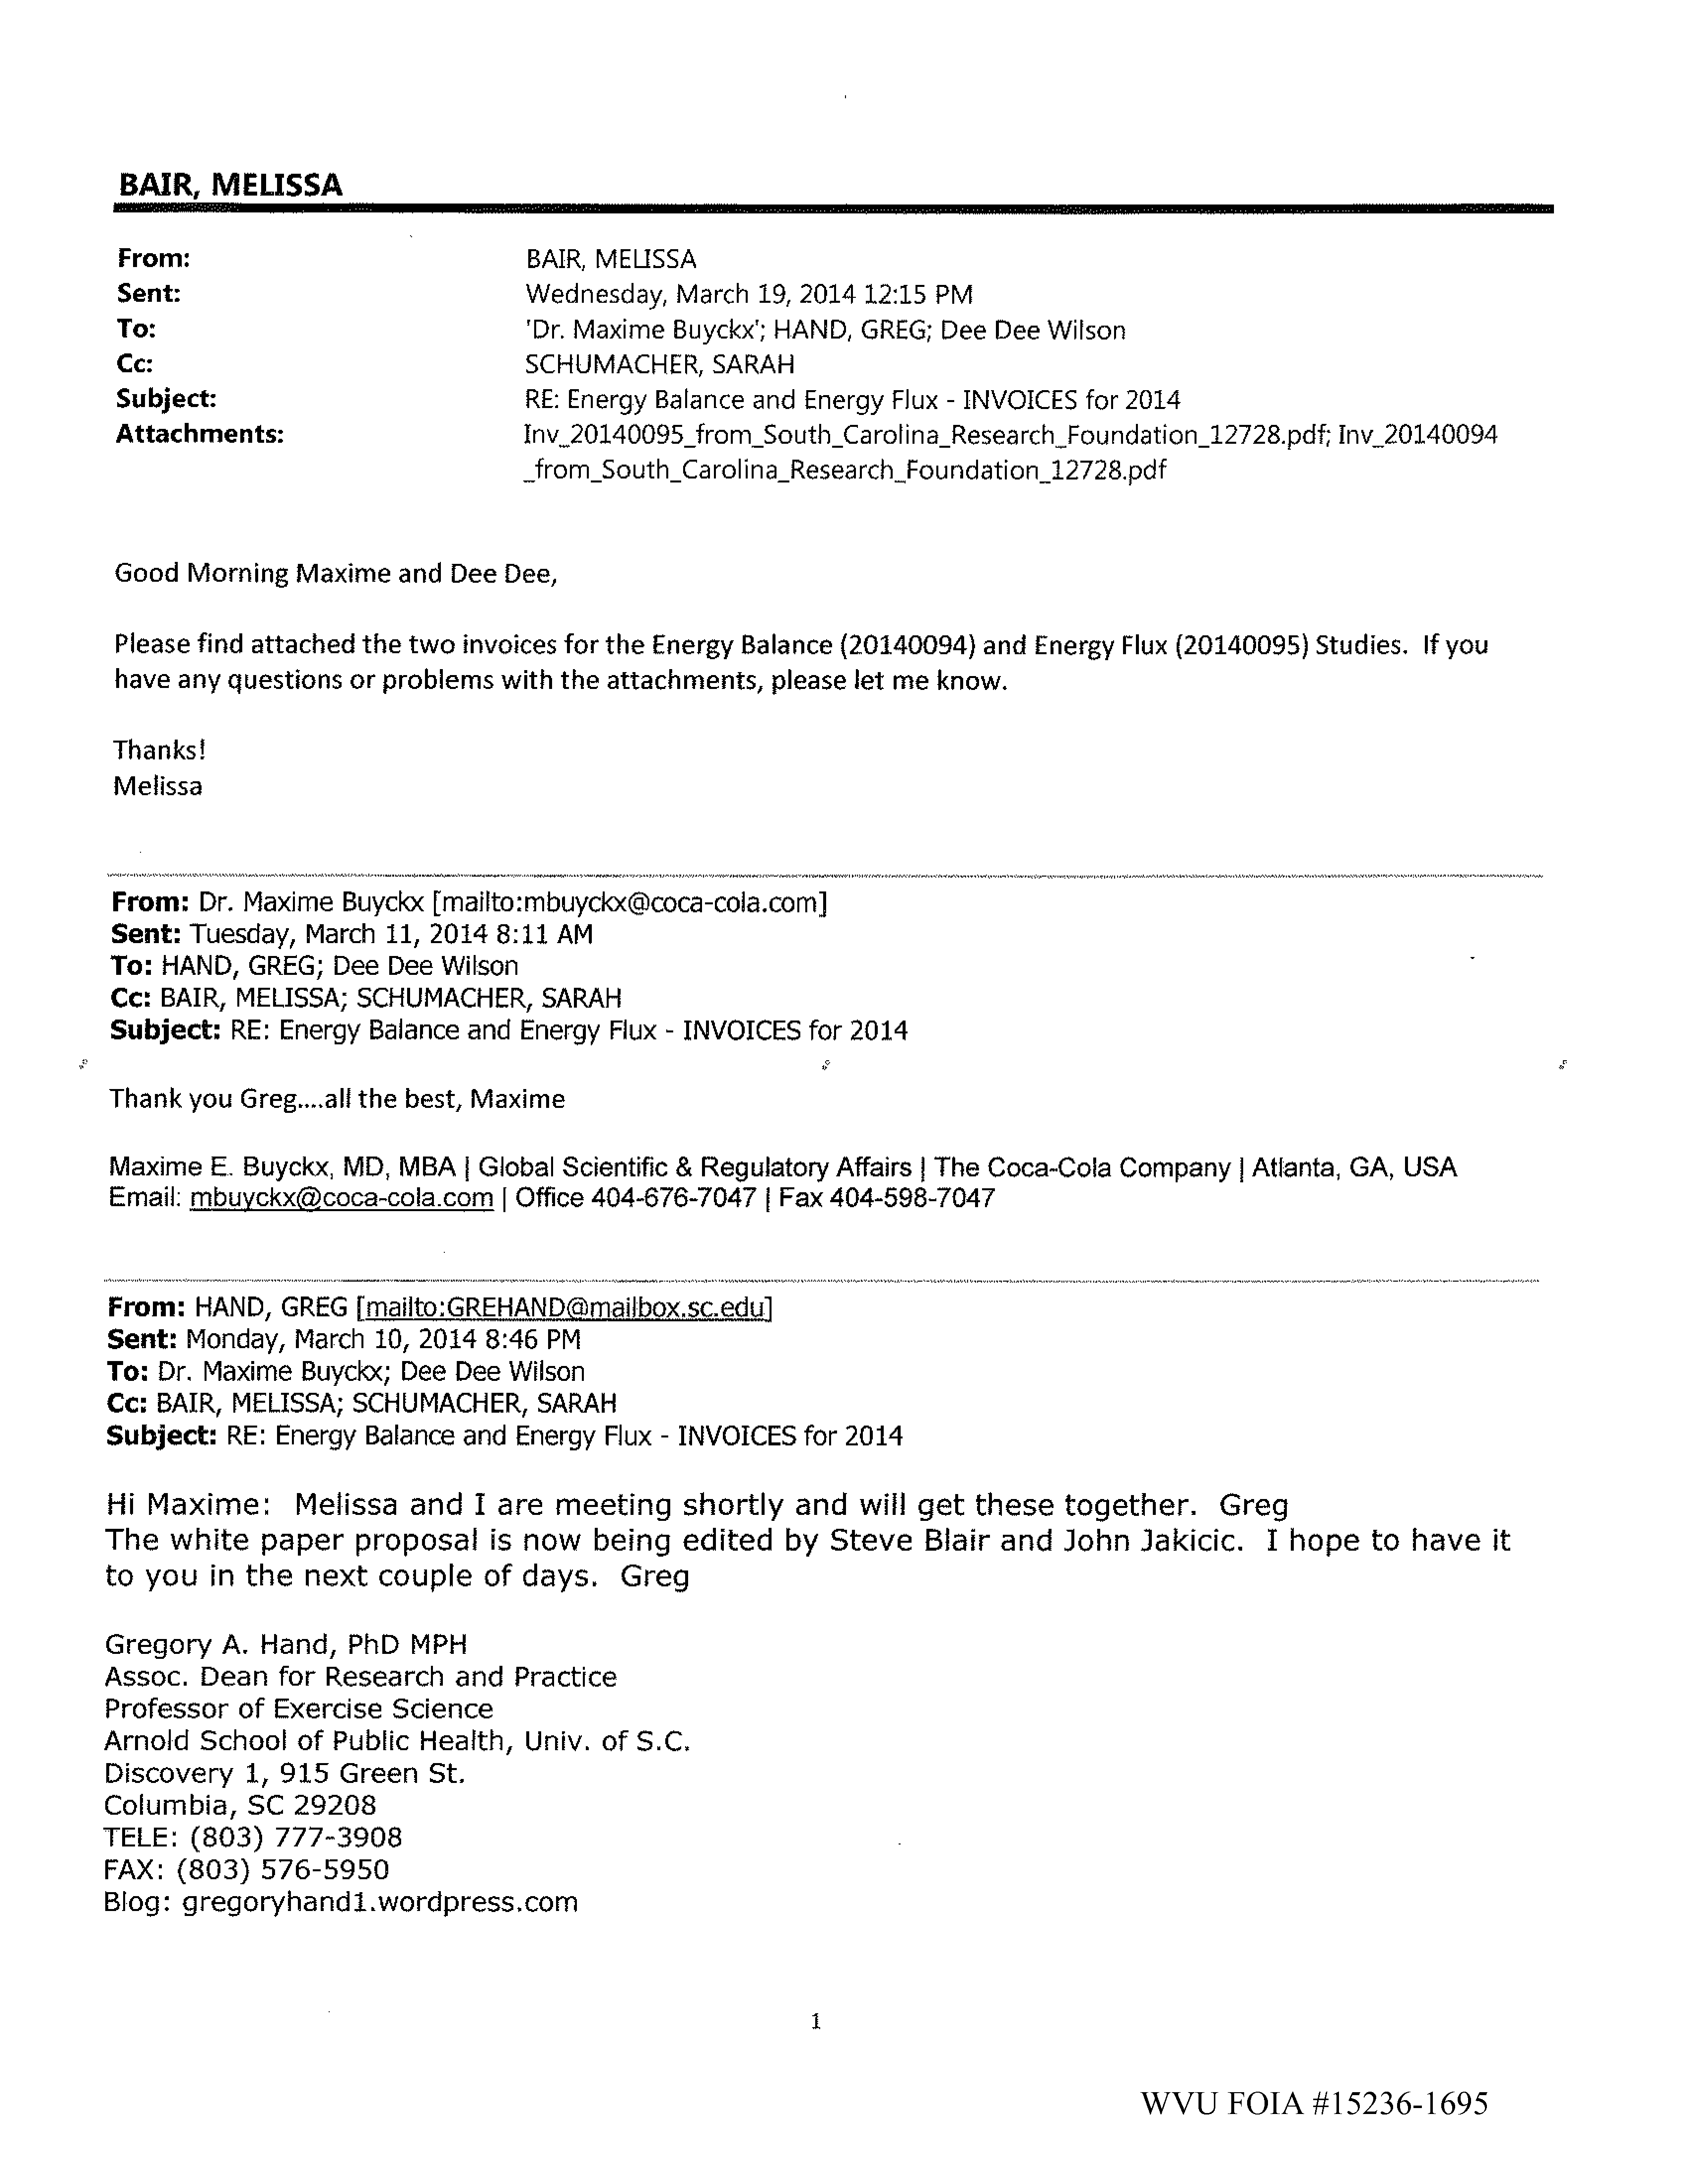 BAIR, MELISSA
From: BAIR, MELISSA
Sent: Wednesday, March 19, 2014 12:15 PM
To: 'Dr. Maxime Buyckx'; HAND, GREG; Dee Dee Wilson
Cc: SCHUMACHER, SARAH
Subject: RE: Energy Balance and Energy Flux - INVOICES for 2014
Attachments: Inv_20140095_from_South_Carolina_Research_Foundation_12728.pdf; Inv_20140094
_from_South_Carolina_Research_Foundation_12728.pdf
Good Morning Maxime and Dee Dee,
Please find attached the two invoices for the Energy Balance (20140094) and Energy Flux (20140095) Studies. If you
have any questions or problems with the attachments, please let me know.
Thanks!
Melissa
From: Dr. Maxime Buyckx [mailto:mbuyckx@coca-cola.com]
Sent: Tuesday, March 11, 2014 8:11 AM
To: HAND, GREG; Dee Dee Wilson
Cc: BAIR, MELISSA; SCHUMACHER, SARAH
Subject: RE: Energy Balance and Energy Flux - INVOICES for 2014
Thank you Greg....all the best, Maxime
Maxime E. Buyckx, MD, MBA | Global Scientific & Regulatory Affairs | The Coca-Cola Company | Atlanta, GA, USA
Email: mbuyckx@coca-cola.com | Office 404-676-7047 | Fax 404-598-7047
From: HAND, GREG [mailto:GREHAND@mailbox.sc.edu]
Sent: Monday, March 10, 2014 8:46 PM
To: Dr. Maxime Buyckx; Dee Dee Wilson
Cc: BAIR, MELISSA; SCHUMACHER, SARAH
Subject: RE: Energy Balance and Energy Flux - INVOICES for 2014
Hi Maxime: Melissa and I are meeting shortly and will get these together. Greg
The white paper proposal is now being edited by Steve Blair and John Jakicic. I hope to have it
to you in the next couple of days. Greg
Gregory A. Hand, PhD MPH
Assoc. Dean for Research and Practice
Professor of Exercise Science
Arnold School of Public Health, Univ. of S.C.
Discovery 1, 915 Green St.
Columbia, SC 29208
TELE: (803) 777-3908
FAX: (803) 576-5950
Blog: gregoryhand1.wordpress.com
1
WVU FOIA #15236-1695